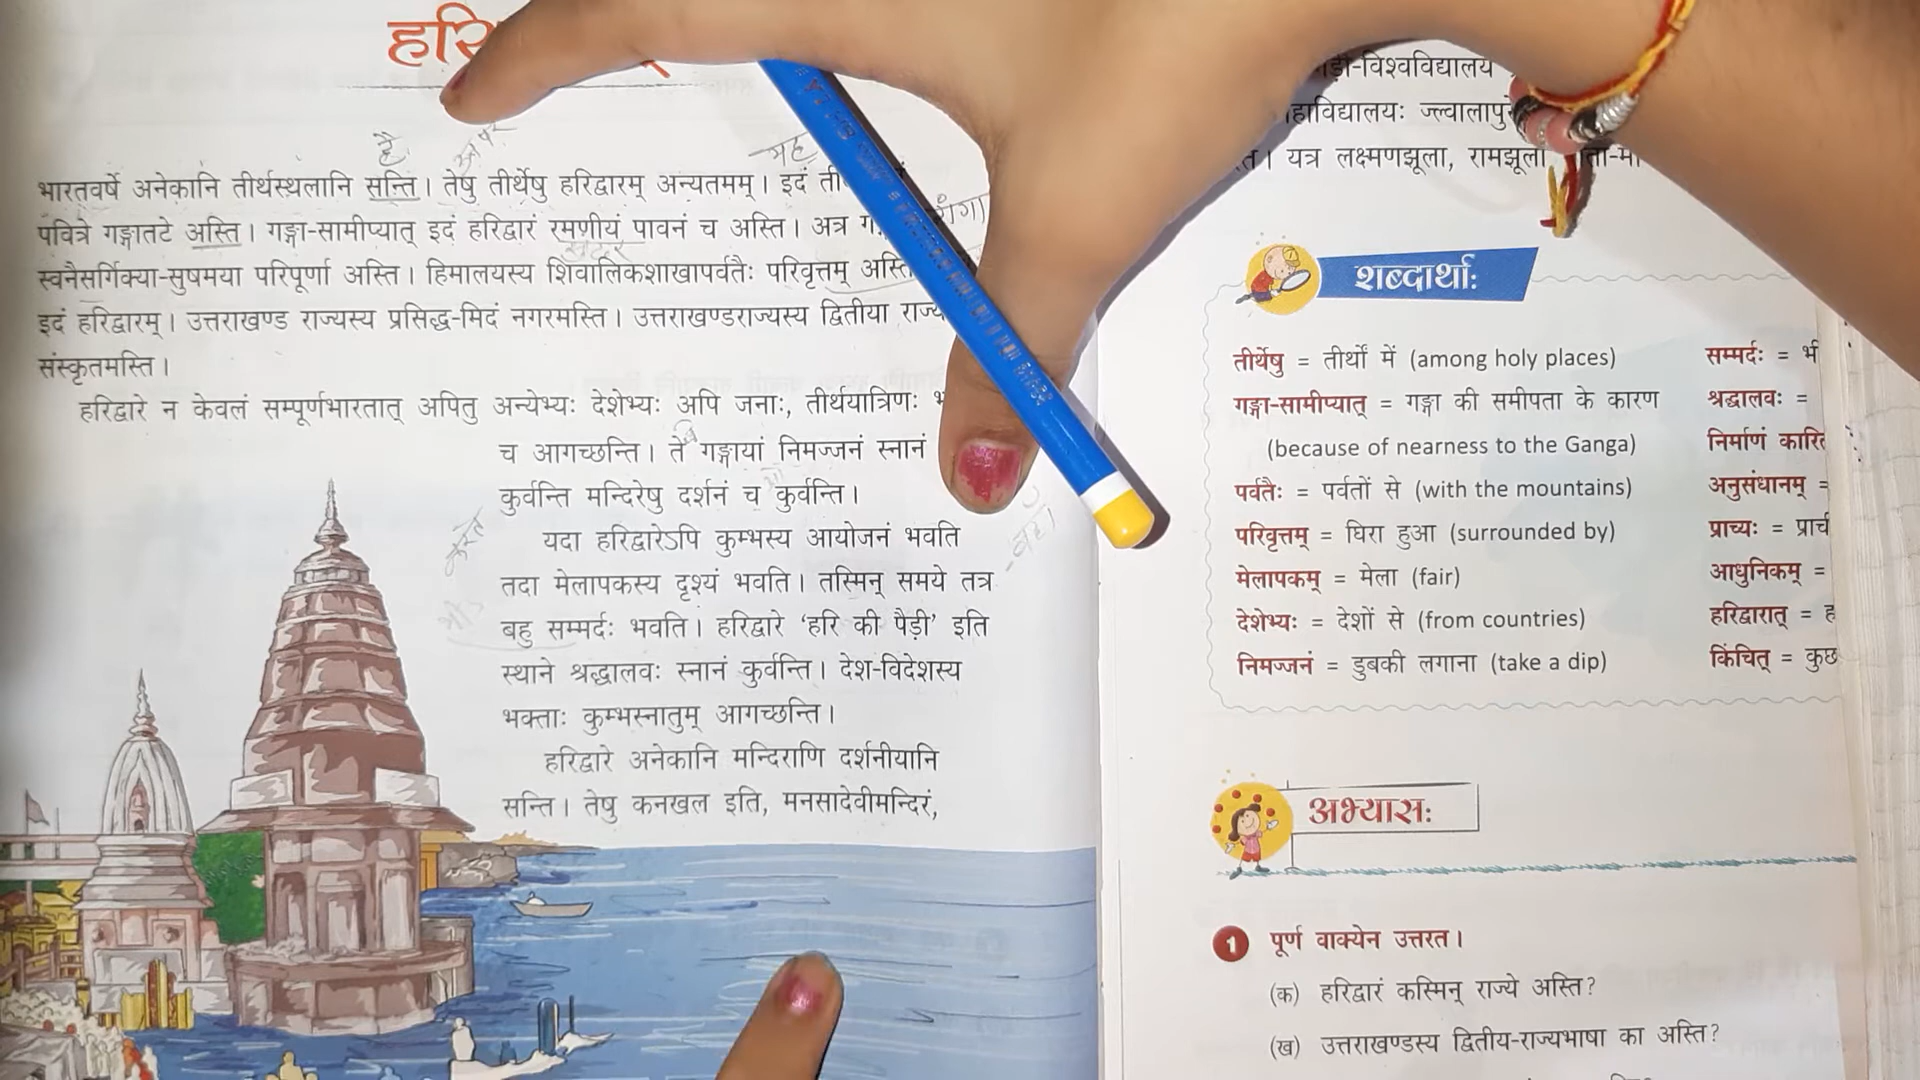 है
यह
भारतवर्षे अनेकानि तीर्थस्थलानि सन्ति। तेषु तीर्थेषु हरिद्वारम् अन्यतमम्। इदं
पवित्रे गङ्गातटे अस्ति। गङ्गा-सामीप्यात् इदं हरिद्वारं रमणीयं पावनं च अस्ति। अत्र
सुंदर
स्वनैसर्गिक्या-सुषमया परिपूर्णा अस्ति। हिमालयस्य शिवालिकशाखापर्वतैः परिवृत्तम् अस्ति
इदं हरिद्वारम्। उत्तराखण्ड राज्यस्य प्रसिद्ध-मिदं नगरमस्ति। उत्तराखण्डराज्यस्य द्वितीया
संस्कृतमस्ति।
हरिद्वारे न केवलं सम्पूर्णभारतात् अपितु अन्येभ्यः देशेभ्यः अपि जनाः, तीर्थयात्रिणः
च आगच्छन्ति। ते गङ्गायां निमज्जनं स्नानं
कुर्वन्ति मन्दिरेषु दर्शनं च कुर्वन्ति।
करते
यदा हरिद्वारेऽपि कुम्भस्य आयोजनं भवति
तदा मेलापकस्य दृश्यं भवति। तस्मिन् समये तत्र
बहु सम्मर्दः भवति। हरिद्वारे ‘हरि की पैड़ी’ इति
स्थाने श्रद्धालवः स्नानं कुर्वन्ति। देश-विदेशस्य
भक्ताः कुम्भस्नातुम् आगच्छन्ति।
हरिद्वारे अनेकानि मन्दिराणि दर्शनीयानि
सन्ति। तेषु कनखल इति, मनसादेवीमन्दिरं,
यत्र लक्ष्मणझूला, रामझूला
शब्दार्थाः
तीर्थेषु = तीर्थों में (among holy places)
गङ्गा-सामीप्यात् = गङ्गा की समीपता के कारण
(because of nearness to the Ganga)
पर्वतैः = पर्वतों से (with the mountains)
परिवृत्तम् = घिरा हुआ (surrounded by)
मेलापकम् = मेला (fair)
देशेभ्यः = देशों से (from countries)
निमज्जनं = डुबकी लगाना (take a dip)
सम्मर्दः =
श्रद्धालवः =
निर्माणं
अनुसंधानम् =
प्राच्यः =
आधुनिकम् =
हरिद्वारात् =
किंचित् = कुछ
अभ्यासः
1 पूर्ण वाक्येन उत्तरत।
(क) हरिद्वारं कस्मिन् राज्ये अस्ति?
(ख) उत्तराखण्डस्य द्वितीय-राज्यभाषा का अस्ति?